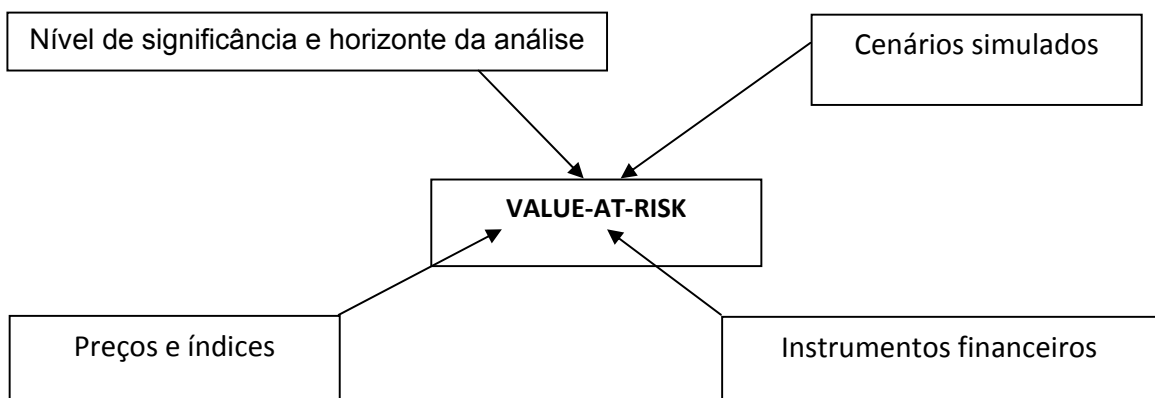 Nível de significância e horizonte da análise
Cenários simulados
VALUE-AT-RISK
Preços e índices
Instrumentos financeiros